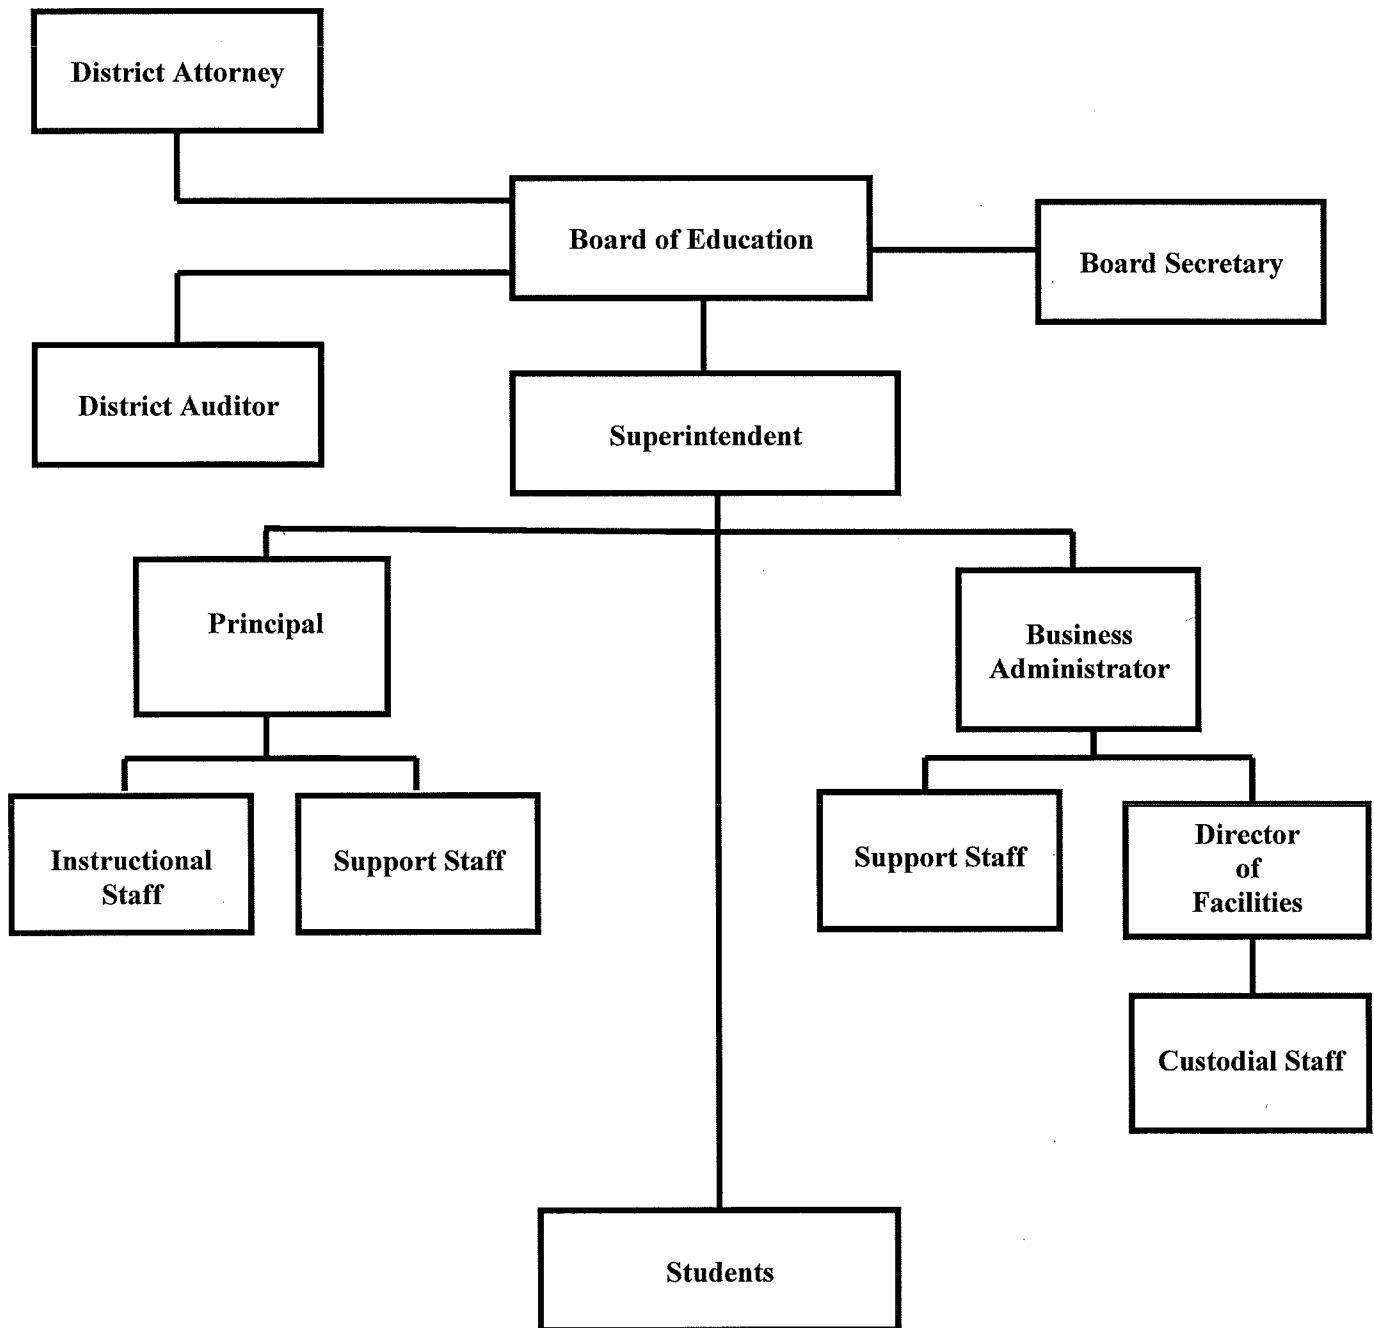 District Attorney
Board of Education
Board Secretary
District Auditor
Superintendent
Principal
Business
Administrator
Instructional
Staff
Support Staff
Support Staff
Director
of
Facilities
Custodial Staff
Students